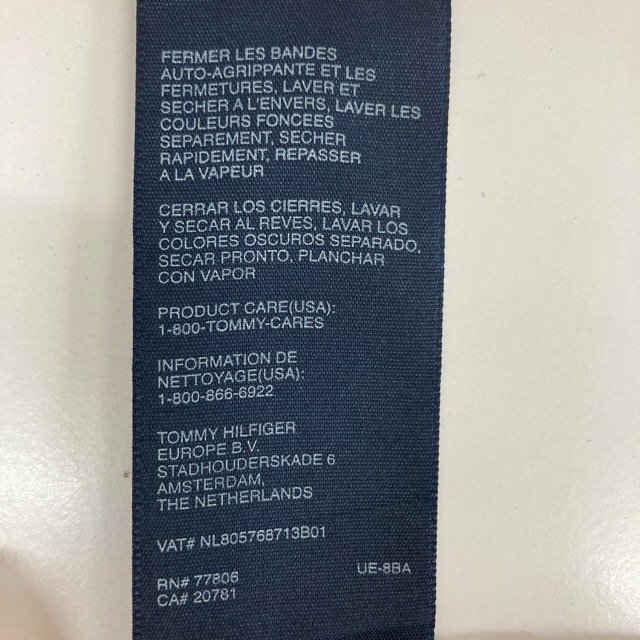 FERMER LES BANDES
AUTO-AGRIPPANTE ET LES
FERMETURES, LAVER ET
SECHER A L'ENVERS, LAVER LES
COULEURS FONCEES
SEPAREMENT, SECHER
RAPIDEMENT, REPASSER
A LA VAPEUR
CERRAR LOS CIERRES, LAVAR
Y SECAR AL REVES, LAVAR LOS
COLORES OSCUROS SEPARADO,
SECAR PRONTO, PLANCHAR
CON VAPOR
PRODUCT CARE(USA):
1-800-TOMMY-CARES
INFORMATION DE
NETTOYAGE(USA):
1-800-866-6922
TOMMY HILFIGER
EUROPE B.V.
STADHOUDERSKADE 6
AMSTERDAM,
THE NETHERLANDS
VAT# NL805768713B01
RN# 77806 UE-8BA
CA# 20781